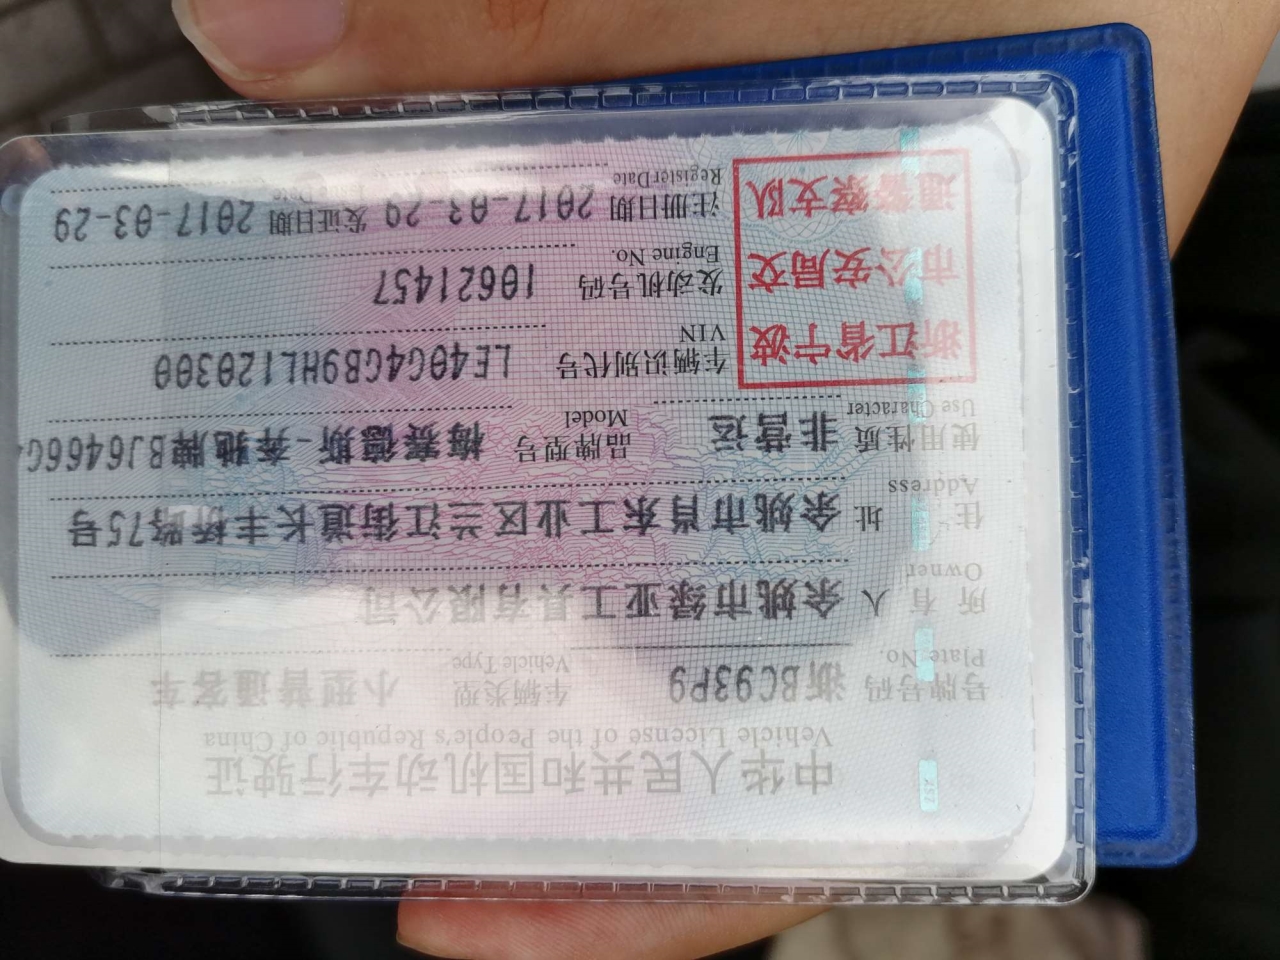 中华人民共和国机动车行驶证
Vehicle License of the People's Republic of China
号牌号码 浙BC93P9 车辆类型 小型普通客车
Plate No. Vehicle Type
所有人 余姚市绿亚工具有限公司
Owner
住址 余姚市肖东工业区兰江街道长丰桥路75号
Address
使用性质 非营运 品牌型号 梅赛德斯-奔驰牌BJ6466G
Use Character Model
浙江省宁波
市公安局交
通警察支队
车辆识别代号 LE40G4GB9HL120300
VIN
发动机号码 10621457
Engine No.
注册日期 2017-03-29 发证日期 2017-03-29
Register Date Issue Date